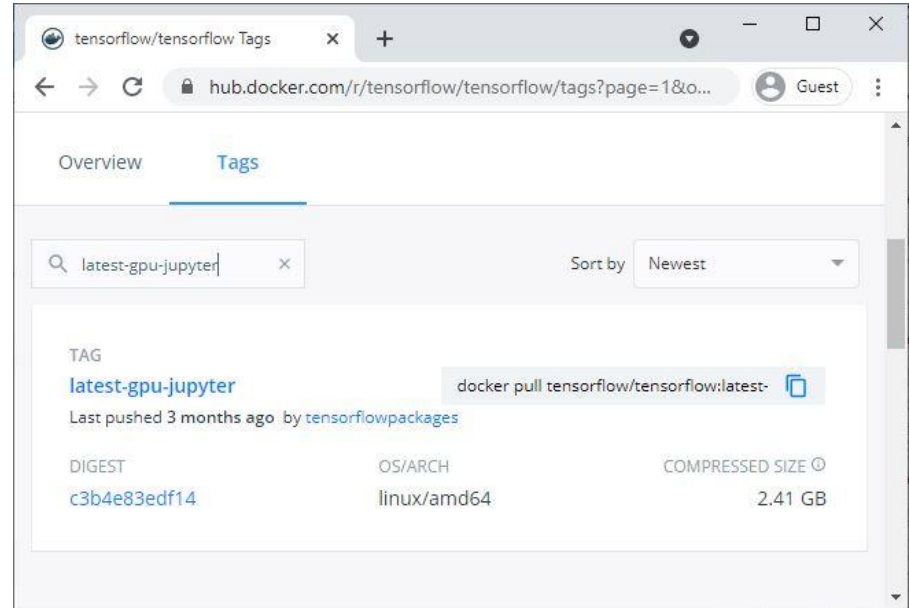 tensorflow/tensorflow Tags
hub.docker.com/r/tensorflow/tensorflow/tags?page=1&o...
Guest
Overview Tags
latest-gpu-jupyter
Sort by Newest
TAG
latest-gpu-jupyter
docker pull tensorflow/tensorflow:latest-
Last pushed 3 months ago by tensorflowpackages
DIGEST OS/ARCH COMPRESSED SIZE
c3b4e83edf14 linux/amd64 2.41 GB